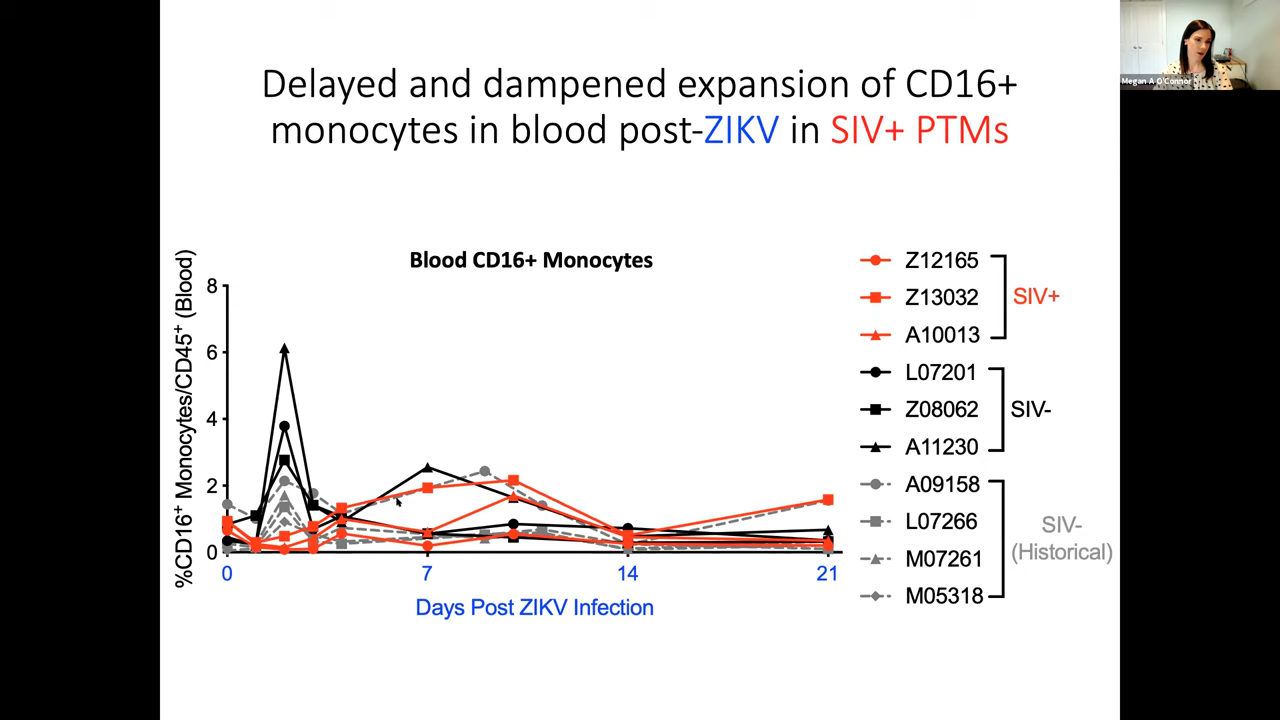 Delayed and dampened expansion of CD16+
monocytes in blood post-ZIKV in SIV+ PTMs
Megan A O'Connor
Blood CD16+ Monocytes
%CD16⁺ Monocytes/CD45⁺ (Blood)
8
6
4
2
0
0
7
14
21
Days Post ZIKV Infection
Z12165
Z13032
A10013
SIV+
L07201
Z08062
A11230
SIV-
A09158
L07266
M07261
M05318
SIV-
(Historical)